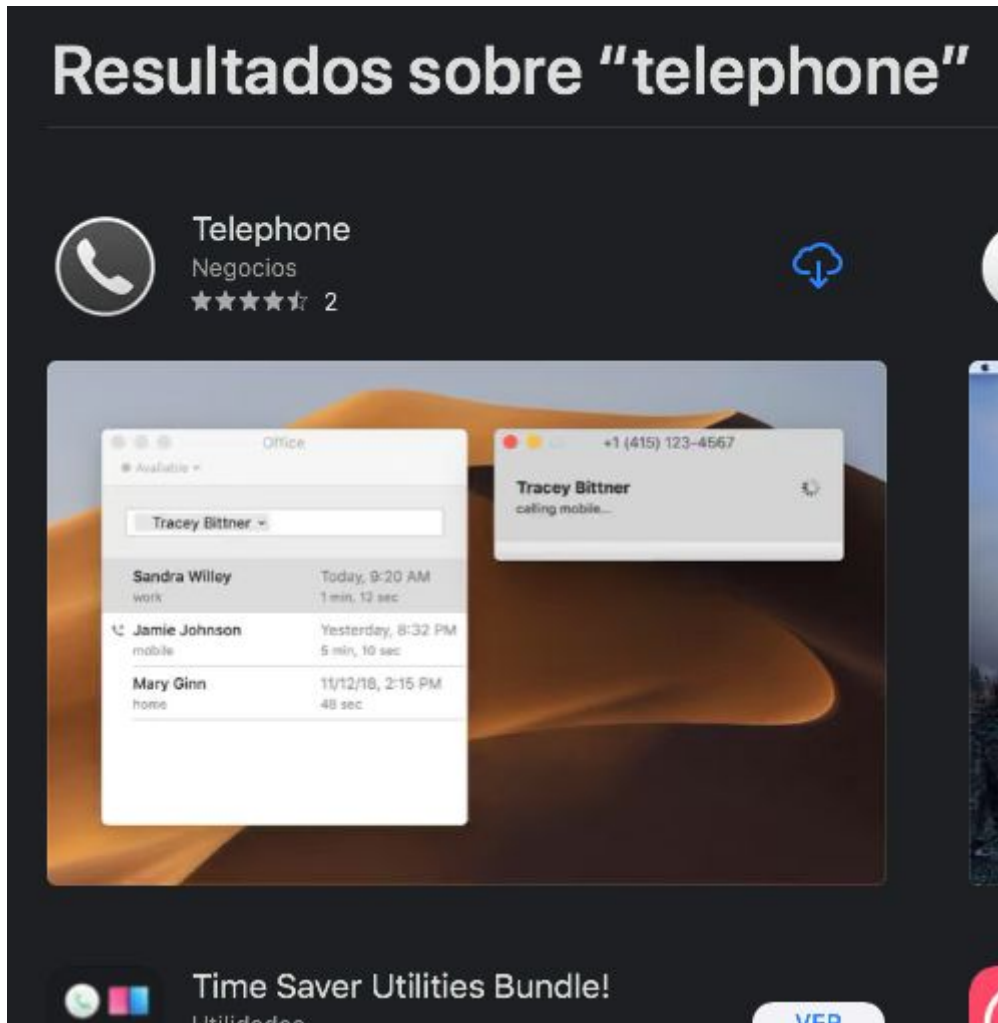 Resultados sobre “telephone”
Telephone
Negocios
2
Office
Available
Tracey Bittner
Sandra Willey
Today, 9:20 AM
work
1 min, 12 sec
Jamie Johnson
Yesterday, 8:32 PM
mobile
5 min, 10 sec
Mary Ginn
11/12/18, 2:15 PM
home
48 sec
+1 (415) 123-4567
Tracey Bittner
calling mobile...
Time Saver Utilities Bundle!
Utilidades
VER